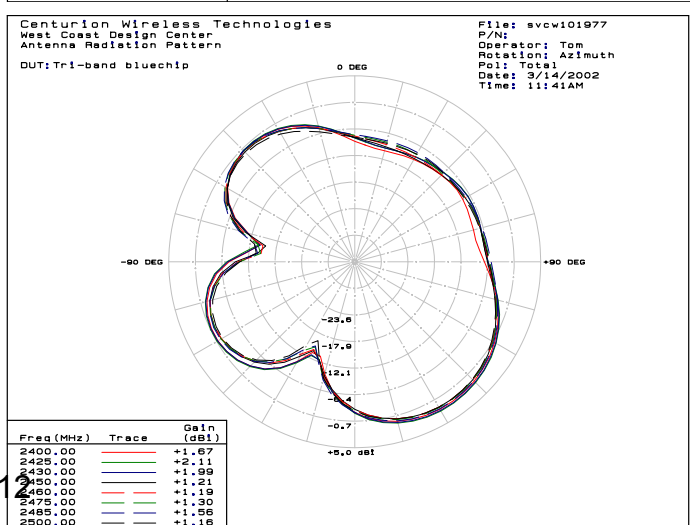 Centurion Wireless Technologies
West Coast Design Center
Antenna Radiation Pattern
DUT: Tri-band bluechip
File: svcw101977
P/N:
Operator: Tom
Rotation: Azimuth
Pol: Total
Date: 3/14/2002
Time: 11:41AM
0 DEG
-90 DEG
+90 DEG
-23.6
-17.9
-12.1
-6.4
-0.7
+5.0 dBi
Freq(MHz) Trace Gain (dBi)
2400.00 +1.67
2425.00 +2.11
2430.00 +1.99
2450.00 +1.21
2460.00 +1.19
2475.00 +1.30
2485.00 +1.56
2500.00 +1.16
12